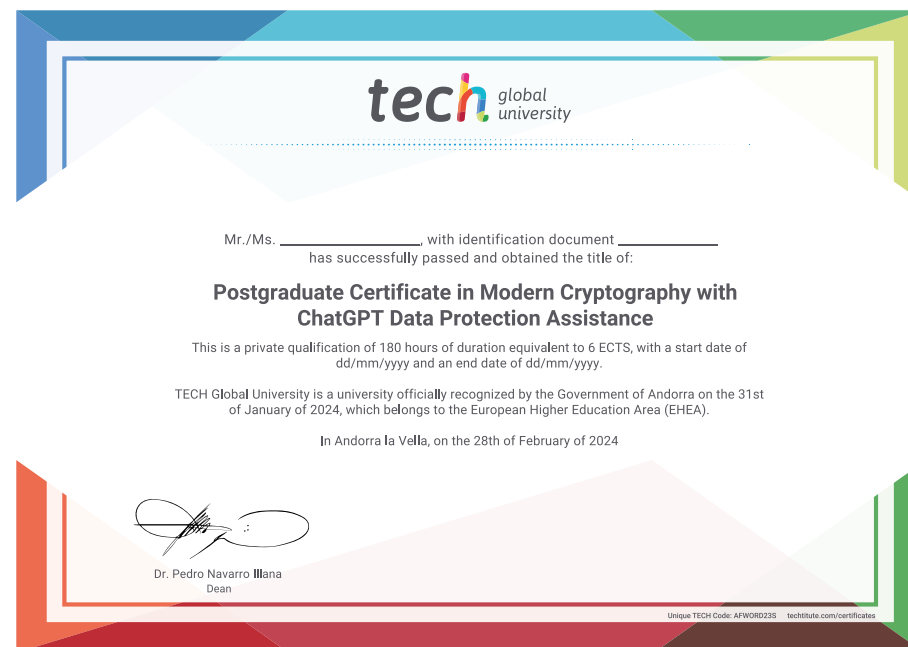 tech global
university
Mr./Ms. ____________________, with identification document ______________
has successfully passed and obtained the title of:
Postgraduate Certificate in Modern Cryptography with
ChatGPT Data Protection Assistance
This is a private qualification of 180 hours of duration equivalent to 6 ECTS, with a start date of
dd/mm/yyyy and an end date of dd/mm/yyyy.
TECH Global University is a university officially recognized by the Government of Andorra on the 31st
of January of 2024, which belongs to the European Higher Education Area (EHEA).
In Andorra la Vella, on the 28th of February of 2024
Dr. Pedro Navarro Illana
Dean
Unique TECH Code: AFWORD23S techtitute.com/certificates